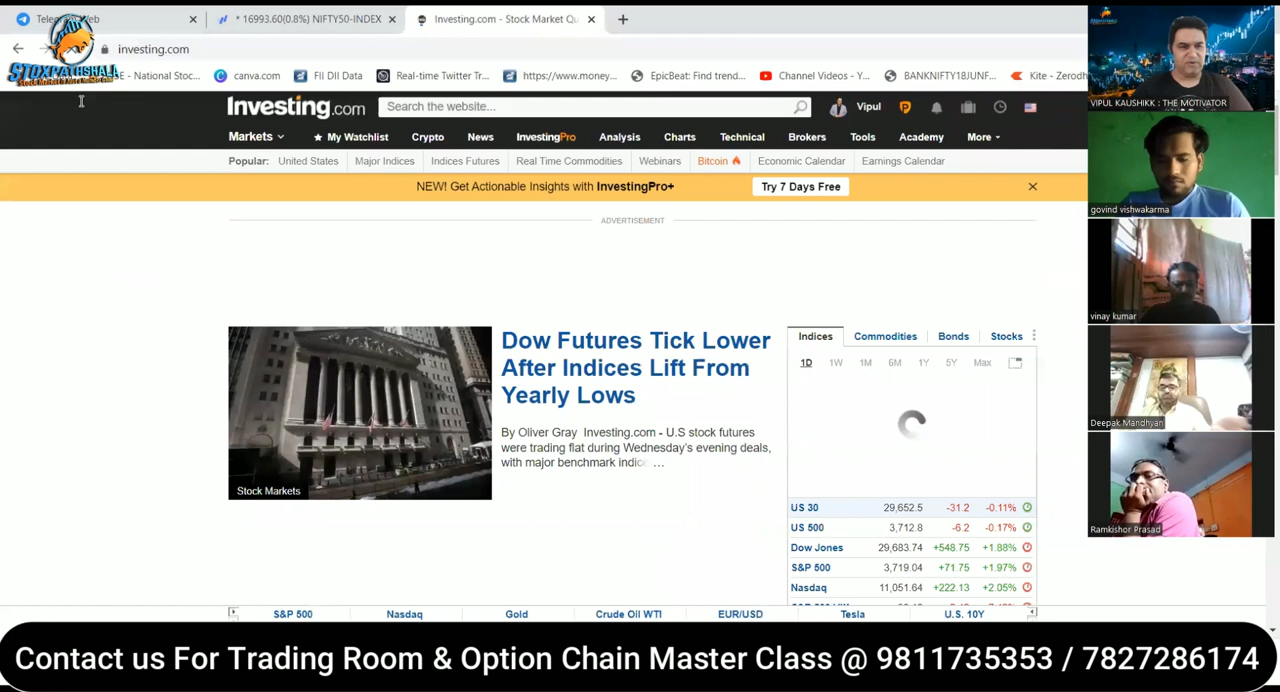 Telegram Web
* 16993.60(0.8%) NIFTY50-INDEX
Investing.com - Stock Market Qu
STOXPATHSHALA
investing.com
E - National Stoc...
canva.com
FII DII Data
Real-time Twitter Tr...
https://www.money...
EpicBeat: Find trend...
Channel Videos - Y...
BANKNIFTY18JUNF...
Kite - Zerodh
Investing.com
Search the website...
Vipul
Markets
My Watchlist
Crypto
News
InvestingPro
Analysis
Charts
Technical
Brokers
Tools
Academy
More
Popular:
United States
Major Indices
Indices Futures
Real Time Commodities
Webinars
Bitcoin
Economic Calendar
Earnings Calendar
NEW! Get Actionable Insights with InvestingPro+
Try 7 Days Free
ADVERTISEMENT
Stock Markets
Dow Futures Tick Lower
After Indices Lift From
Yearly Lows
By Oliver Gray Investing.com - U.S stock futures
were trading flat during Wednesday's evening deals,
with major benchmark indic ...
Indices
Commodities
Bonds
Stocks
1D 1W 1M 6M 1Y 5Y Max
US 30 29,652.5 -31.2 -0.11%
US 500 3,712.8 -6.2 -0.17%
Dow Jones 29,683.74 +548.75 +1.88%
S&P 500 3,719.04 +71.75 +1.97%
Nasdaq 11,051.64 +222.13 +2.05%
S&P 500
Nasdaq
Gold
Crude Oil WTI
EUR/USD
Tesla
U.S. 10Y
VIPUL KAUSHIKK : THE MOTIVATOR
govind vishwakarma
vinay kumar
Deepak Mandhyan
Ramkishor Prasad
Contact us For Trading Room & Option Chain Master Class @ 9811735353 / 7827286174